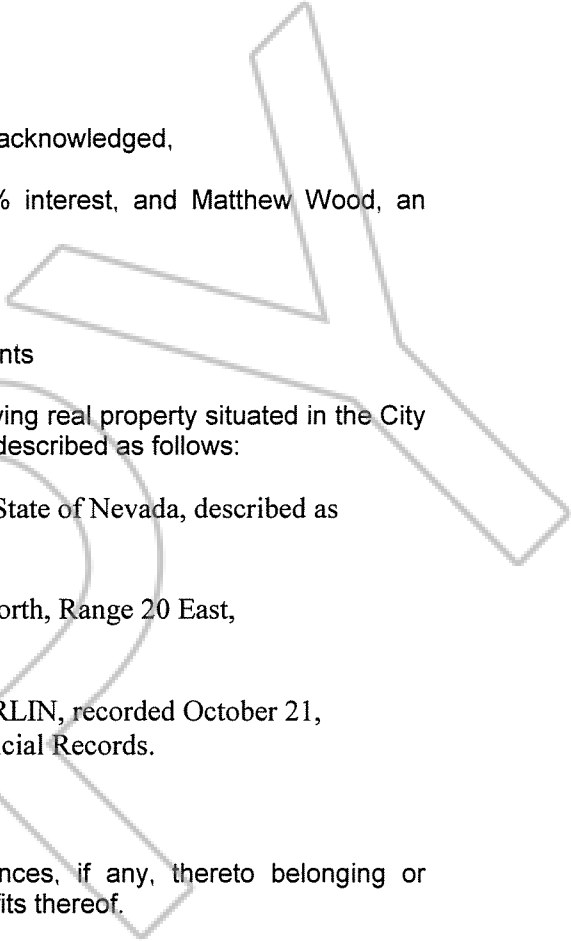 acknowledged,
% interest, and Matthew Wood, an
nts
ving real property situated in the City
described as follows:
State of Nevada, described as
orth, Range 20 East,
RLIN, recorded October 21,
cial Records.
nces, if any, thereto belonging or
fits thereof.